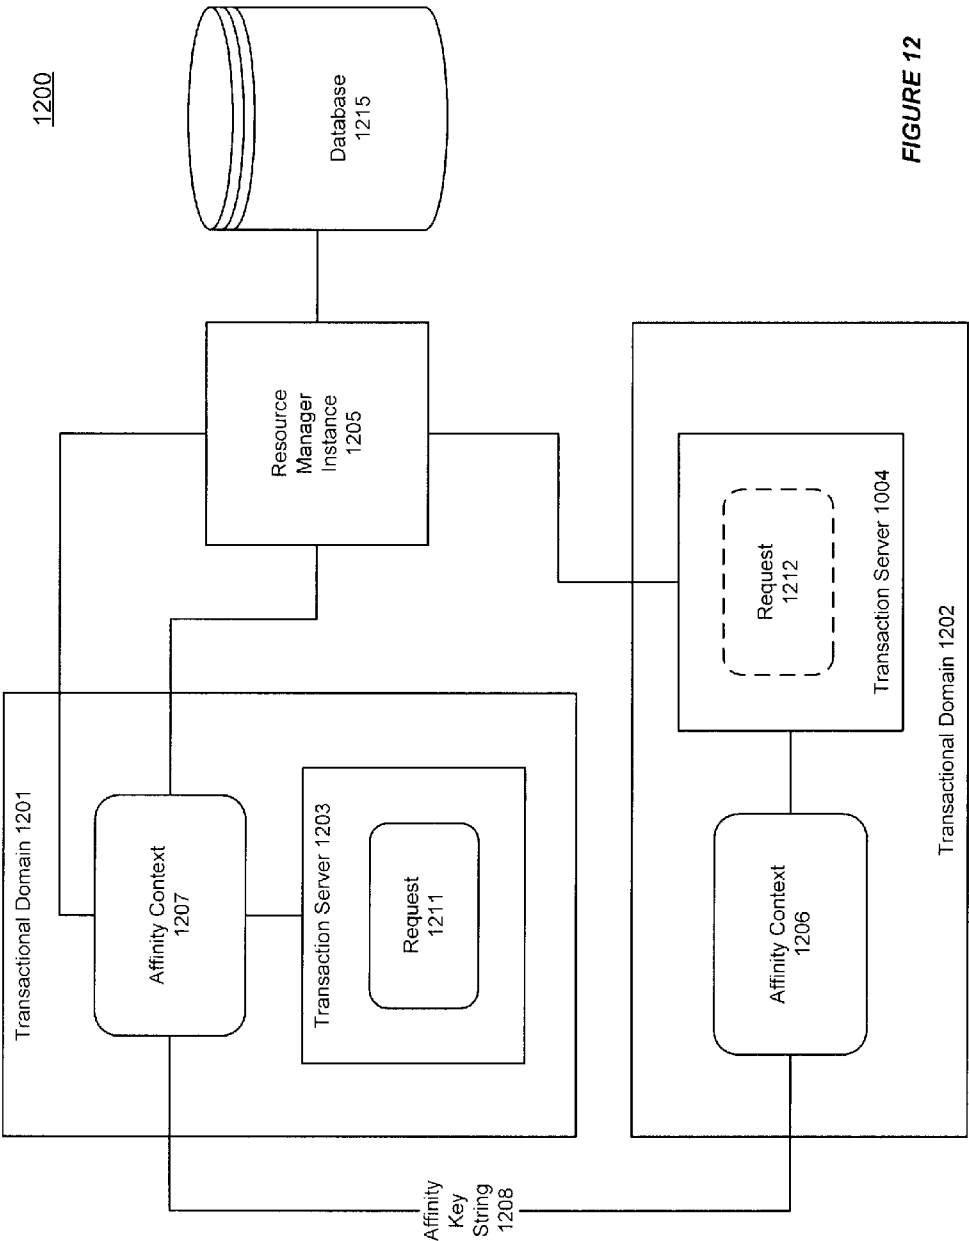 1200
Database
1215
Resource
Manager
Instance
1205
Transactional Domain 1201
Affinity Context
1207
Transaction Server 1203
Request
1211
Request
1212
Transaction Server 1004
Affinity Context
1206
Transactional Domain 1202
Affinity
Key
String
1208
FIGURE 12